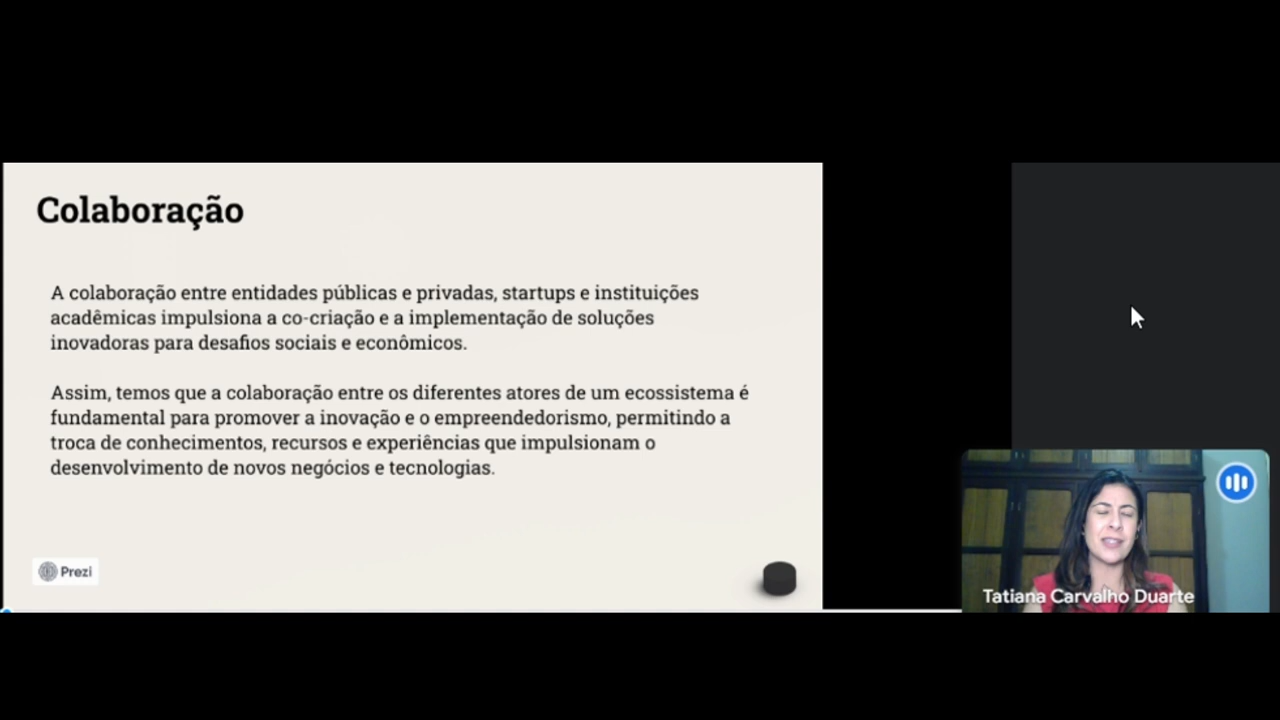 Colaboração
A colaboração entre entidades públicas e privadas, startups e instituições
acadêmicas impulsiona a co-criação e a implementação de soluções
inovadoras para desafios sociais e econômicos.
Assim, temos que a colaboração entre os diferentes atores de um ecossistema é
fundamental para promover a inovação e o empreendedorismo, permitindo a
troca de conhecimentos, recursos e experiências que impulsionam o
desenvolvimento de novos negócios e tecnologias.
Prezi
Tatiana Carvalho Duarte